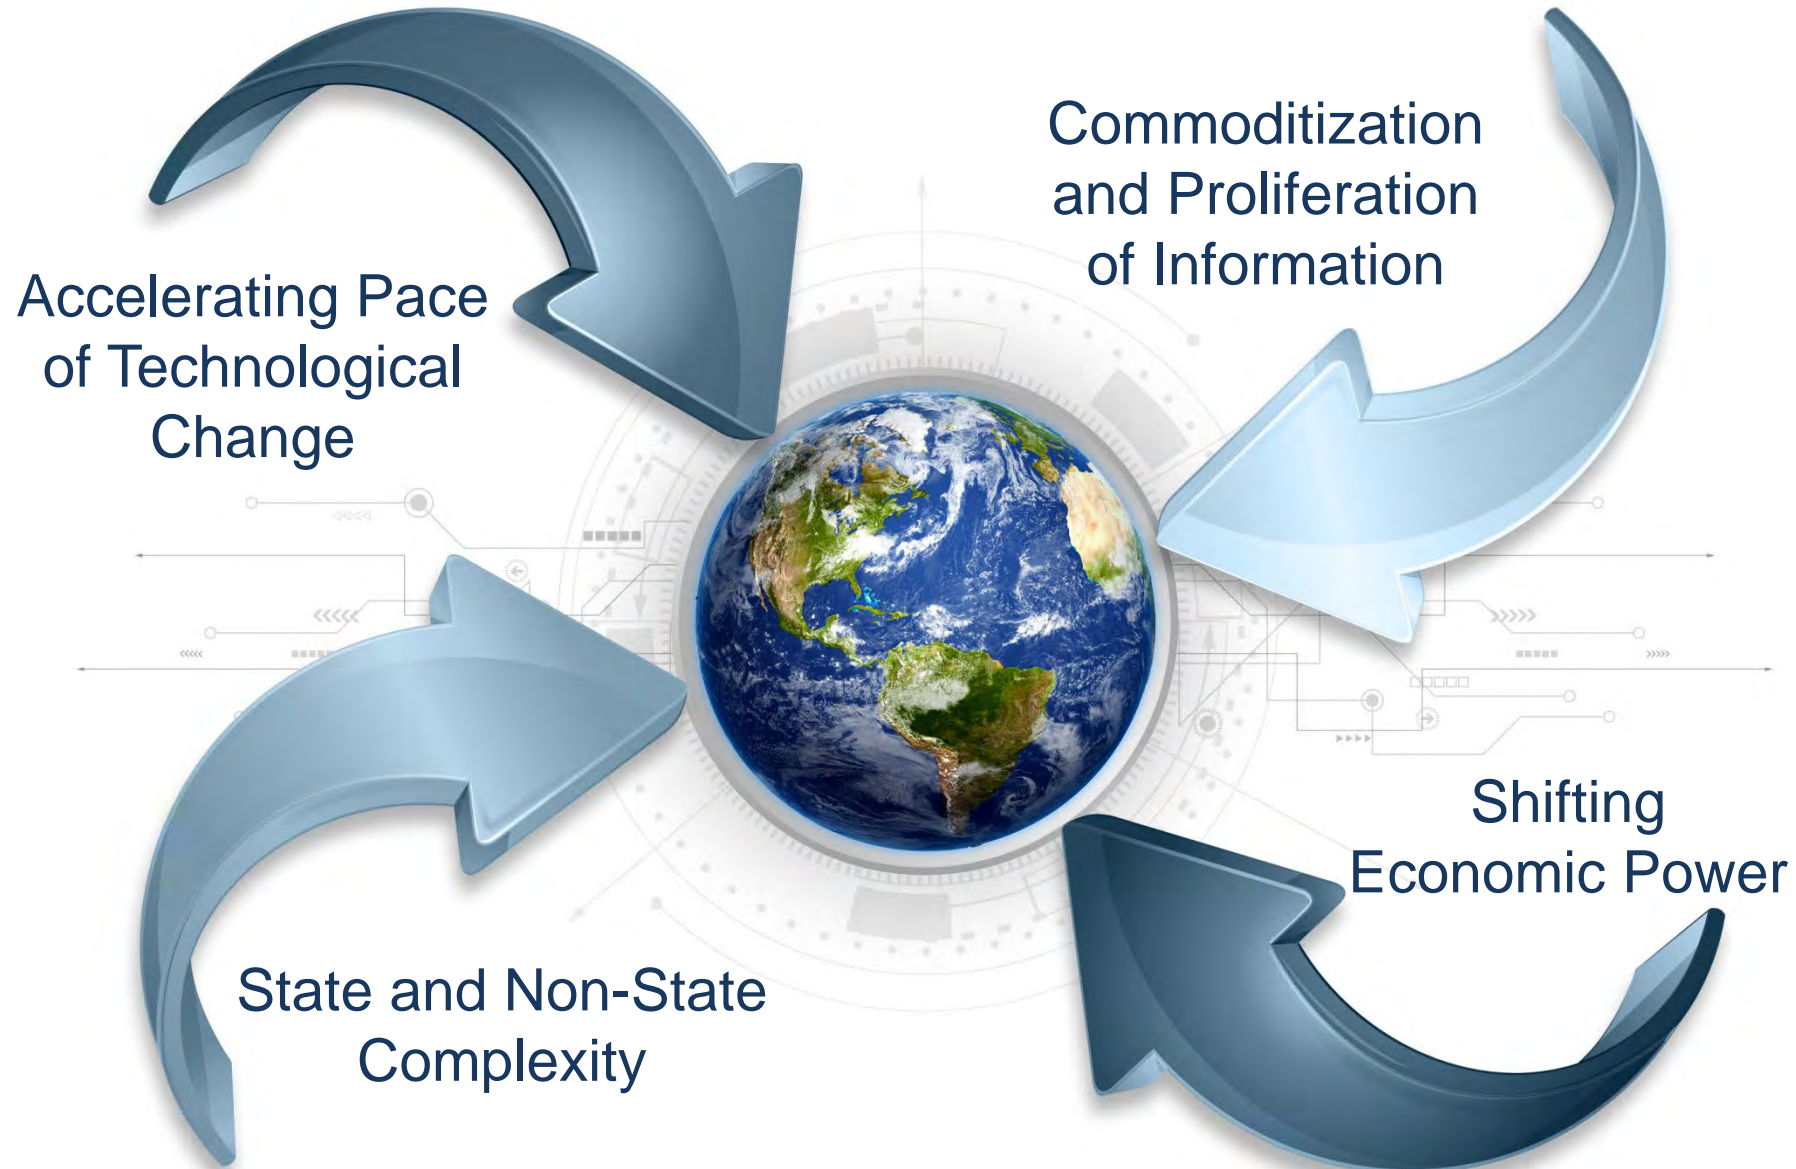 Accelerating Pace
of Technological
Change
Commoditization
and Proliferation
of Information
State and Non-State
Complexity
Shifting
Economic Power